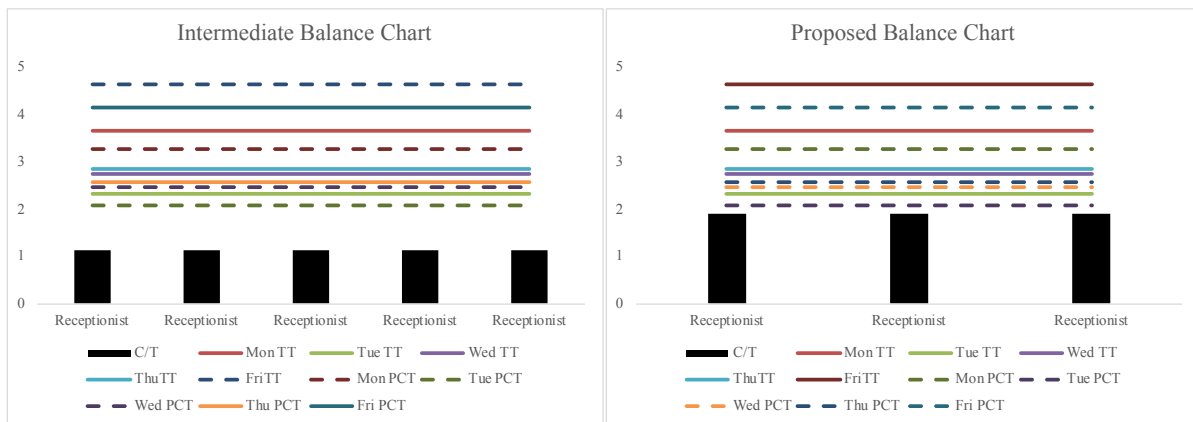 Intermediate Balance Chart
5
4
3
2
1
0
Receptionist Receptionist Receptionist Receptionist Receptionist
C/T Mon TT Tue TT Wed TT
ThuTT FriTT Mon PCT Tue PCT
Wed PCT Thu PCT Fri PCT
Proposed Balance Chart
5
4
3
2
1
0
Receptionist Receptionist Receptionist
C/T Mon TT Tue TT Wed TT
ThuTT FriTT Mon PCT Tue PCT
Wed PCT Thu PCT Fri PCT